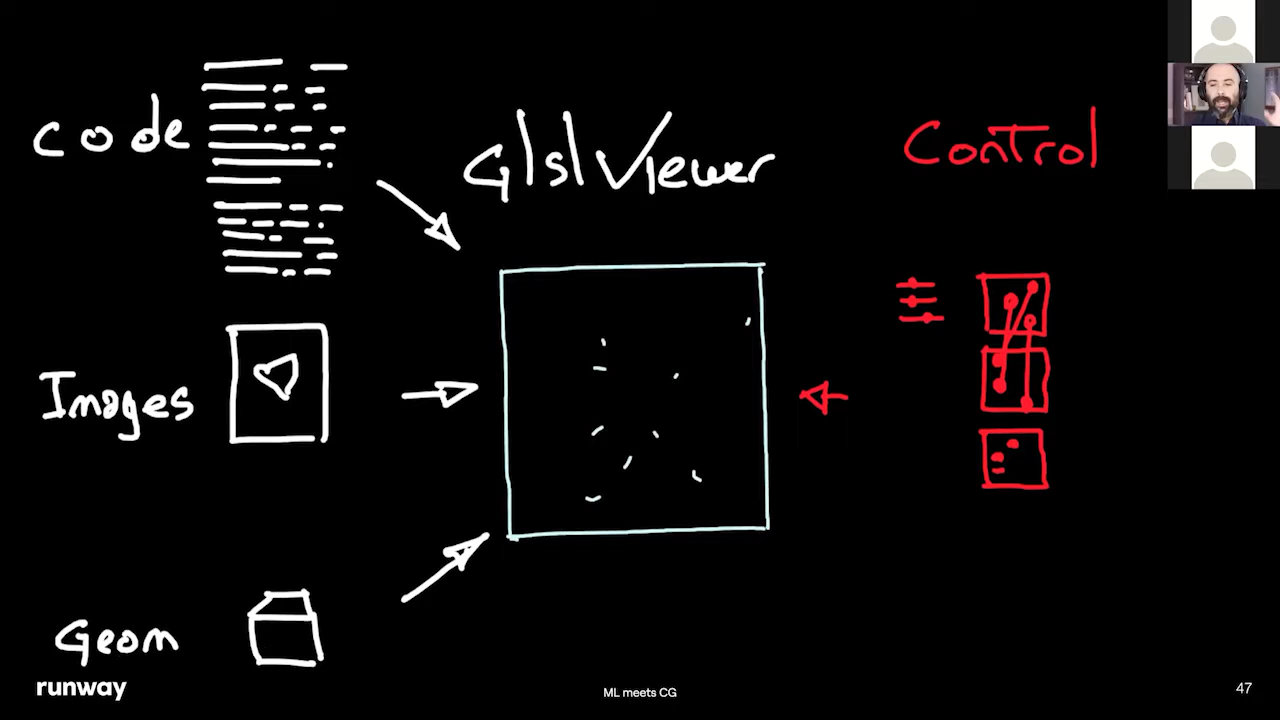 code
GlslViewer
Control
Images
Geom
runway
ML meets CG
47